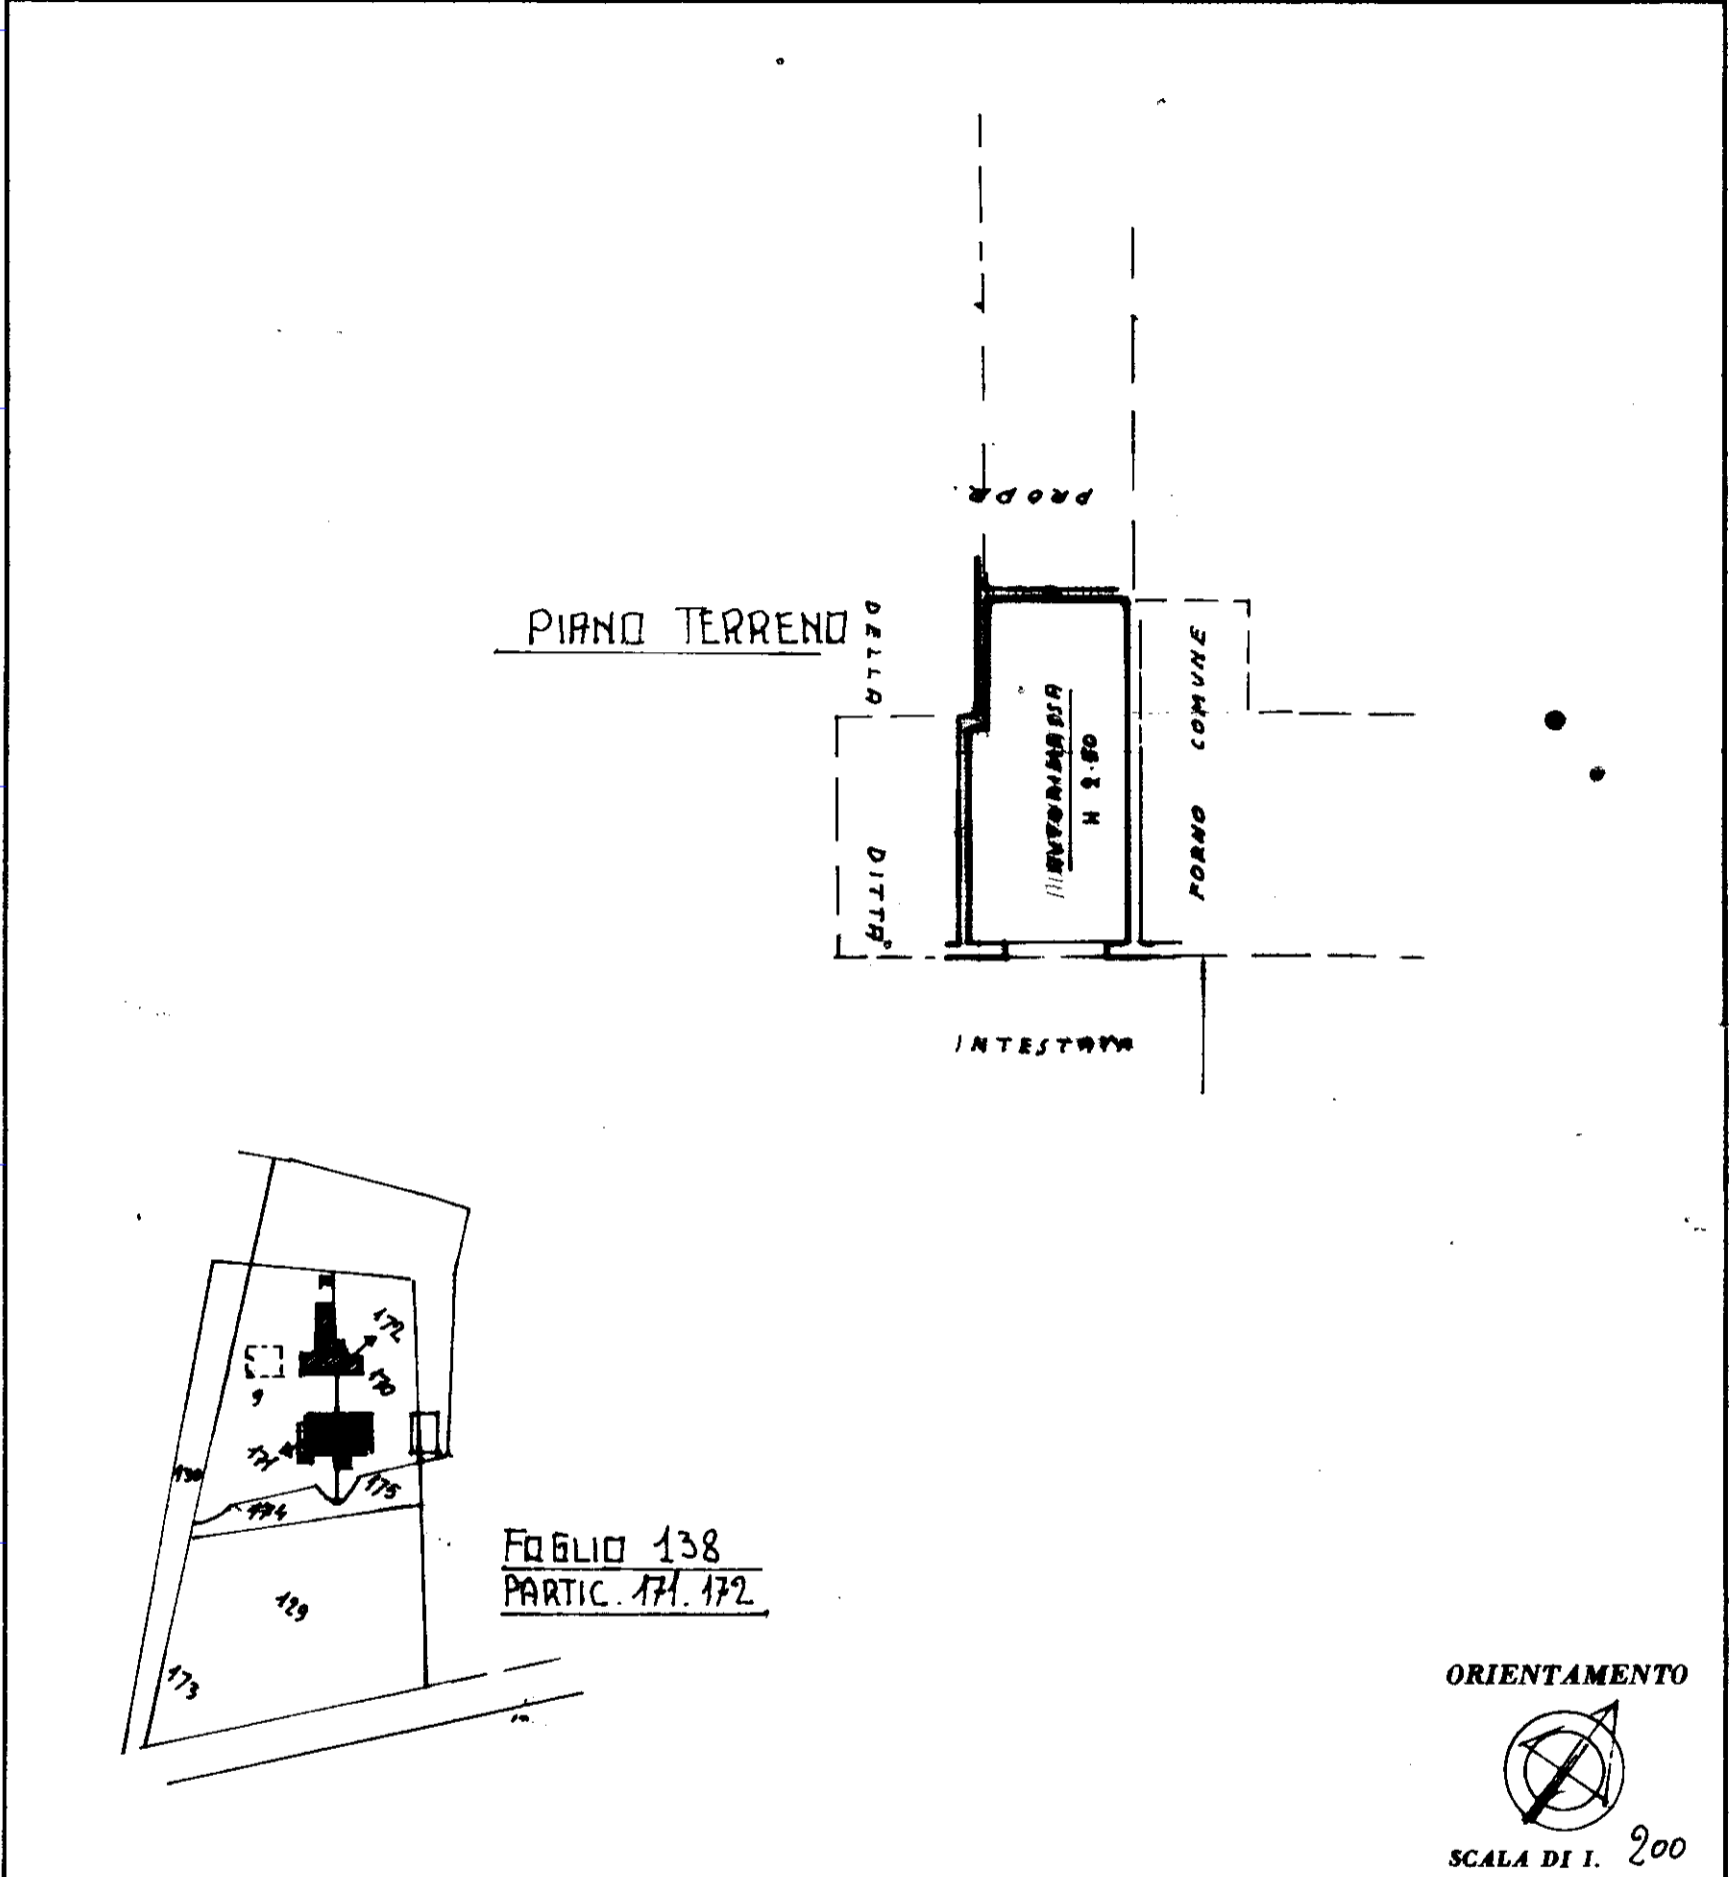 PROPR.
PIANO TERRENO
DELLA
DITTA
INTESTATA
AUTORIMESSA
H 2.50
FORNO COMUNE
172
170
9
171
130
175
174
129
173
FOGLIO 138
PARTIC. 171. 172
ORIENTAMENTO
SCALA DI I. 200